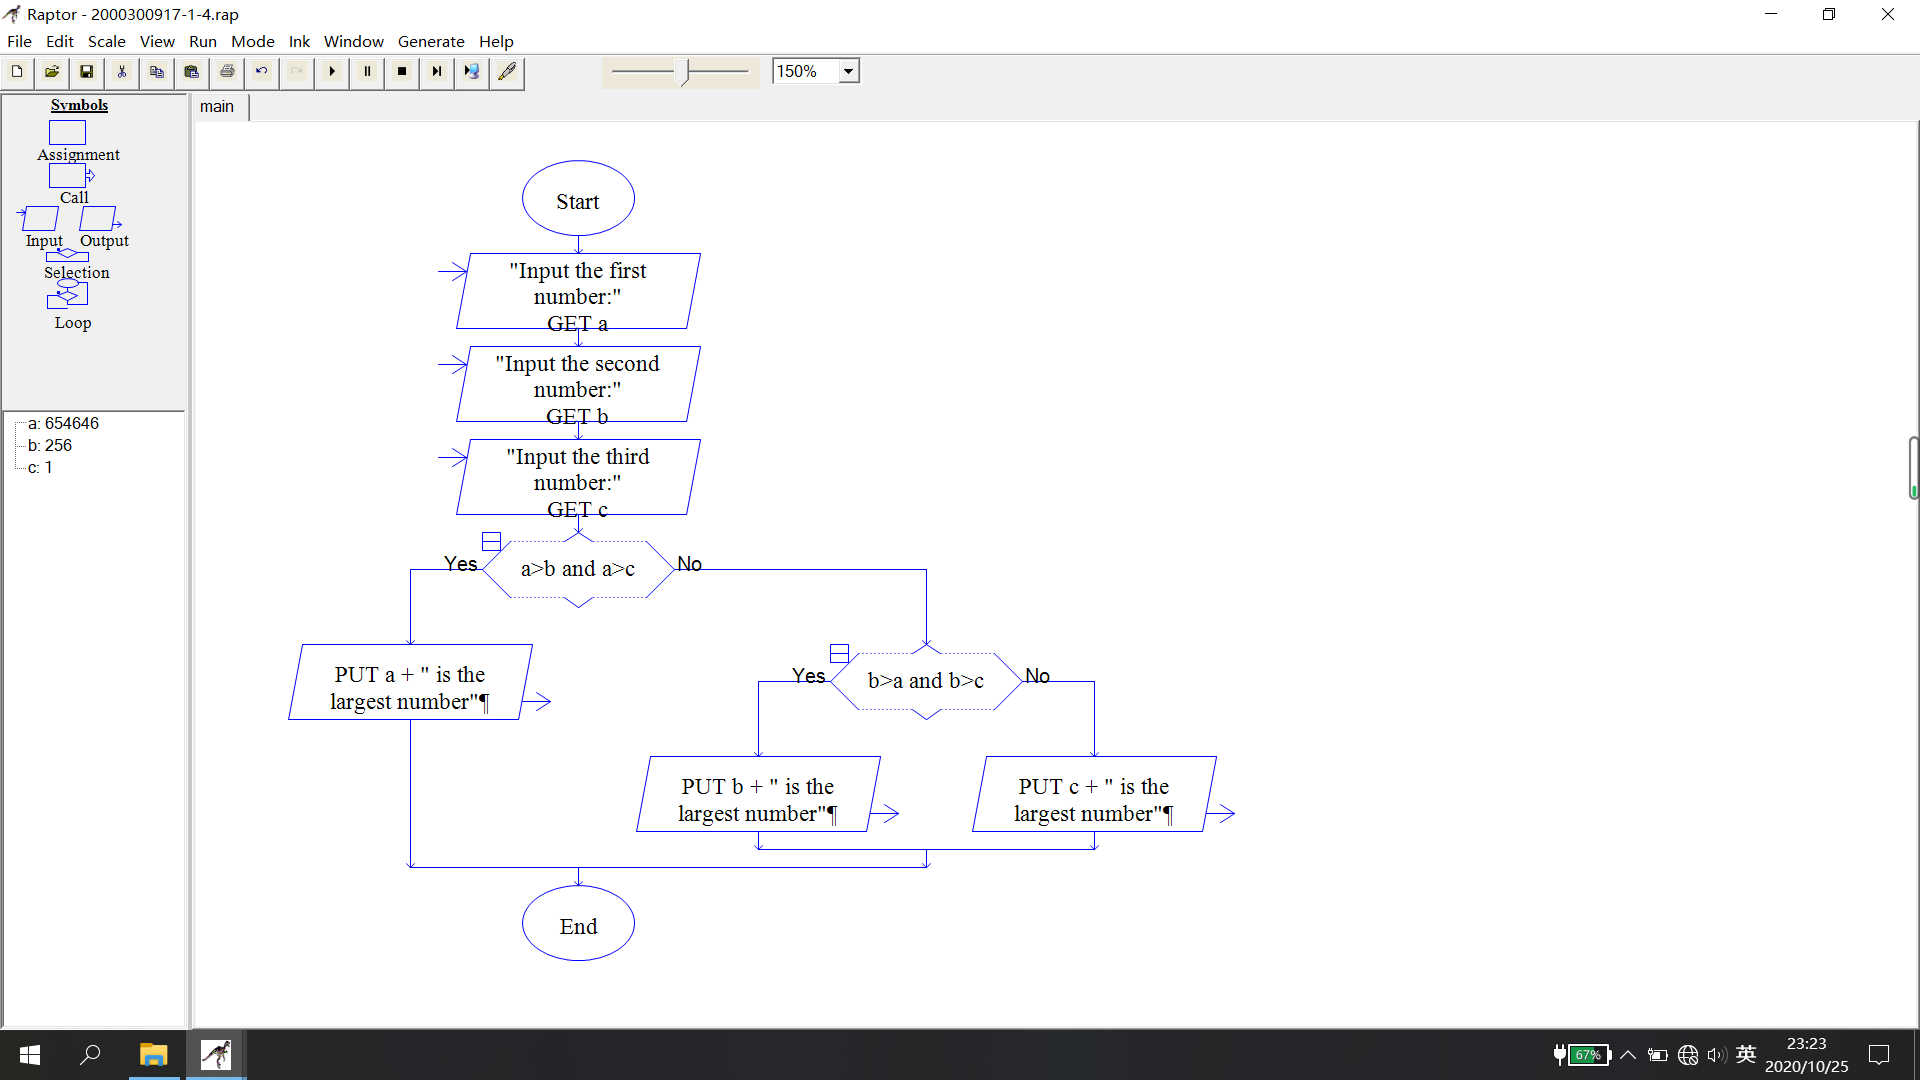 Raptor - 2000300917-1-4.rap
File Edit Scale View Run Mode Ink Window Generate Help
150%
Symbols
Assignment
Call
Input Output
Selection
Loop
a: 654646
b: 256
c: 1
main
Start
"Input the first
number:"
GET a
"Input the second
number:"
GET b
"Input the third
number:"
GET c
Yes a>b and a>c No
PUT a + " is the
largest number"¶
Yes b>a and b>c No
PUT b + " is the
largest number"¶
PUT c + " is the
largest number"¶
End
67%
英
23:23
2020/10/25